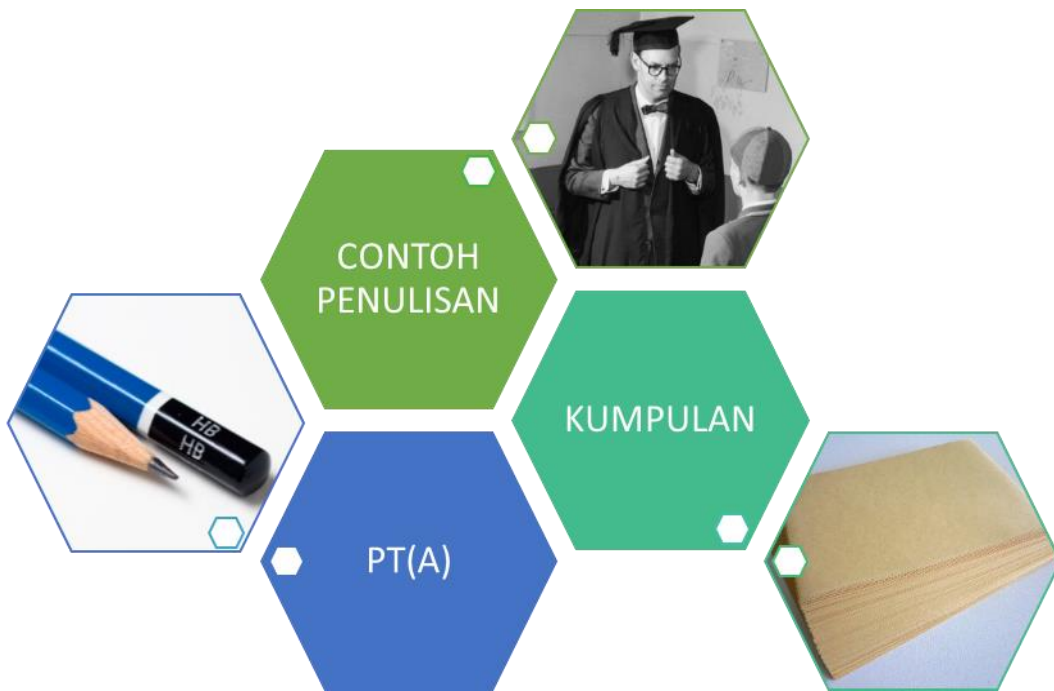 CONTOH
PENULISAN
KUMPULAN
HB
HB
PT(A)